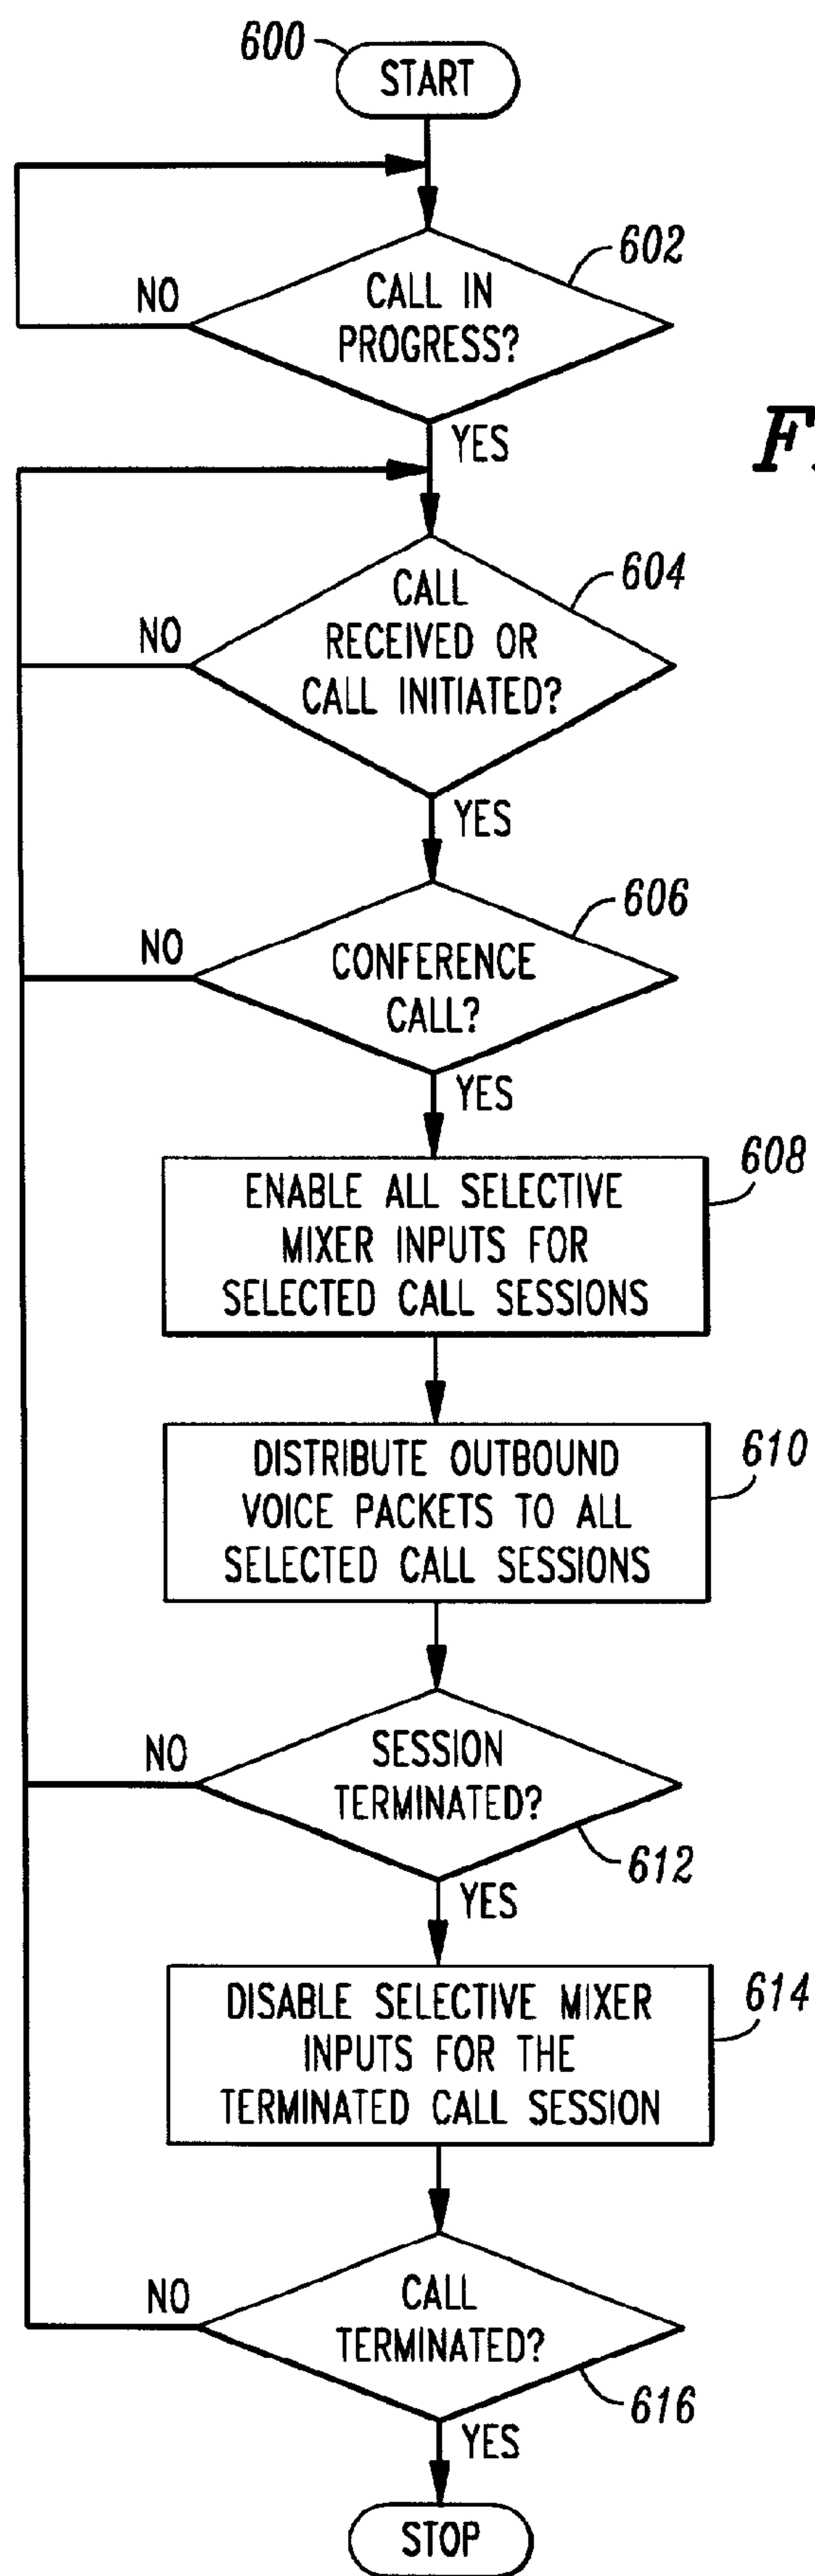 600
START
602
CALL IN
PROGRESS?
NO
YES
604
CALL
RECEIVED OR
CALL INITIATED?
NO
YES
606
CONFERENCE
CALL?
NO
YES
608
ENABLE ALL SELECTIVE
MIXER INPUTS FOR
SELECTED CALL SESSIONS
610
DISTRIBUTE OUTBOUND
VOICE PACKETS TO ALL
SELECTED CALL SESSIONS
SESSION
TERMINATED?
NO
612
YES
614
DISABLE SELECTIVE MIXER
INPUTS FOR THE
TERMINATED CALL SESSION
CALL
TERMINATED?
NO
616
YES
STOP